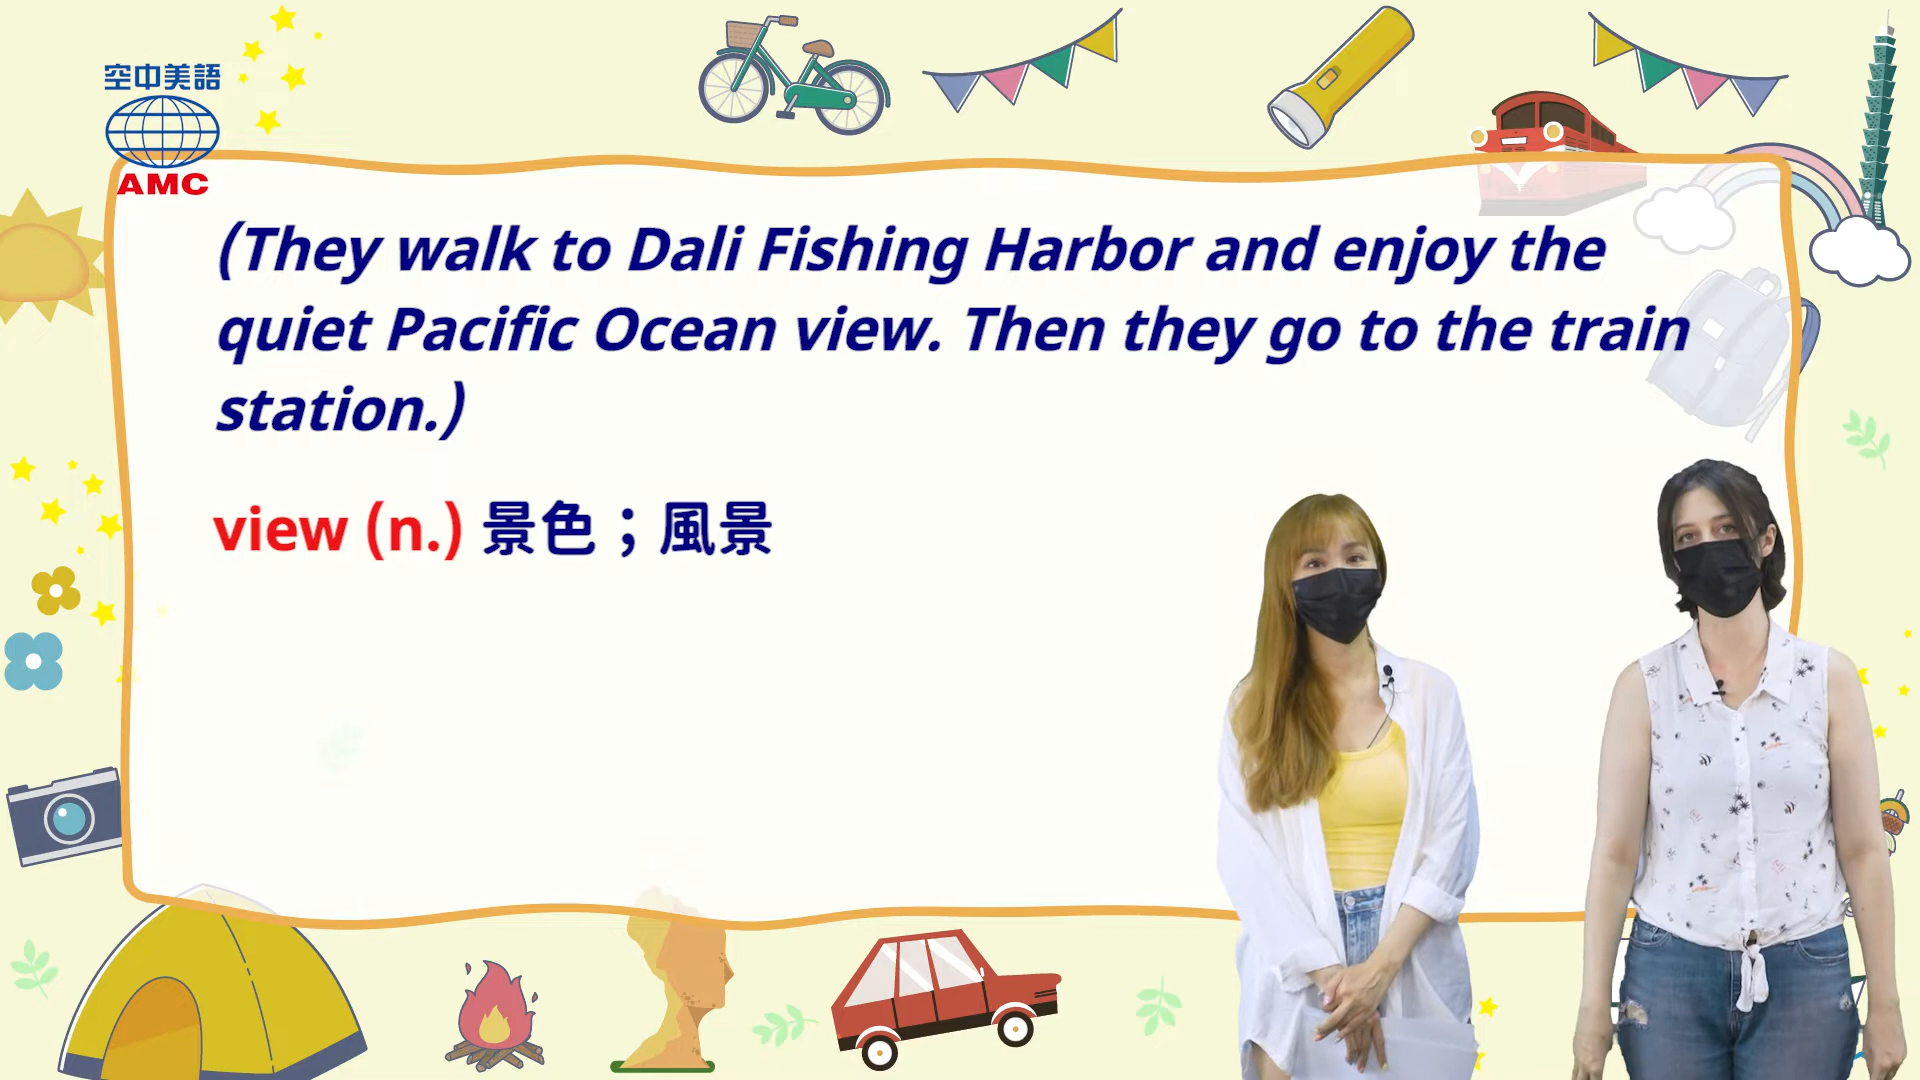 空中美語
AMC
(They walk to Dali Fishing Harbor and enjoy the
quiet Pacific Ocean view. Then they go to the train
station.)
view (n.) 景色；風景